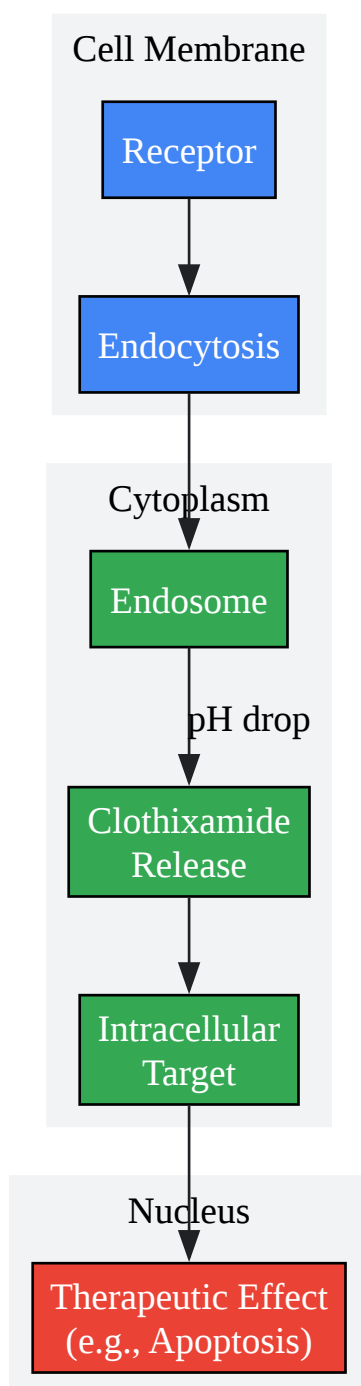 Cell Membrane
Receptor
Endocytosis
Cytoplasm
Endosome
pH drop
Clothixamide
Release
Intracellular
Target
Nucleus
Therapeutic Effect
(e.g., Apoptosis)